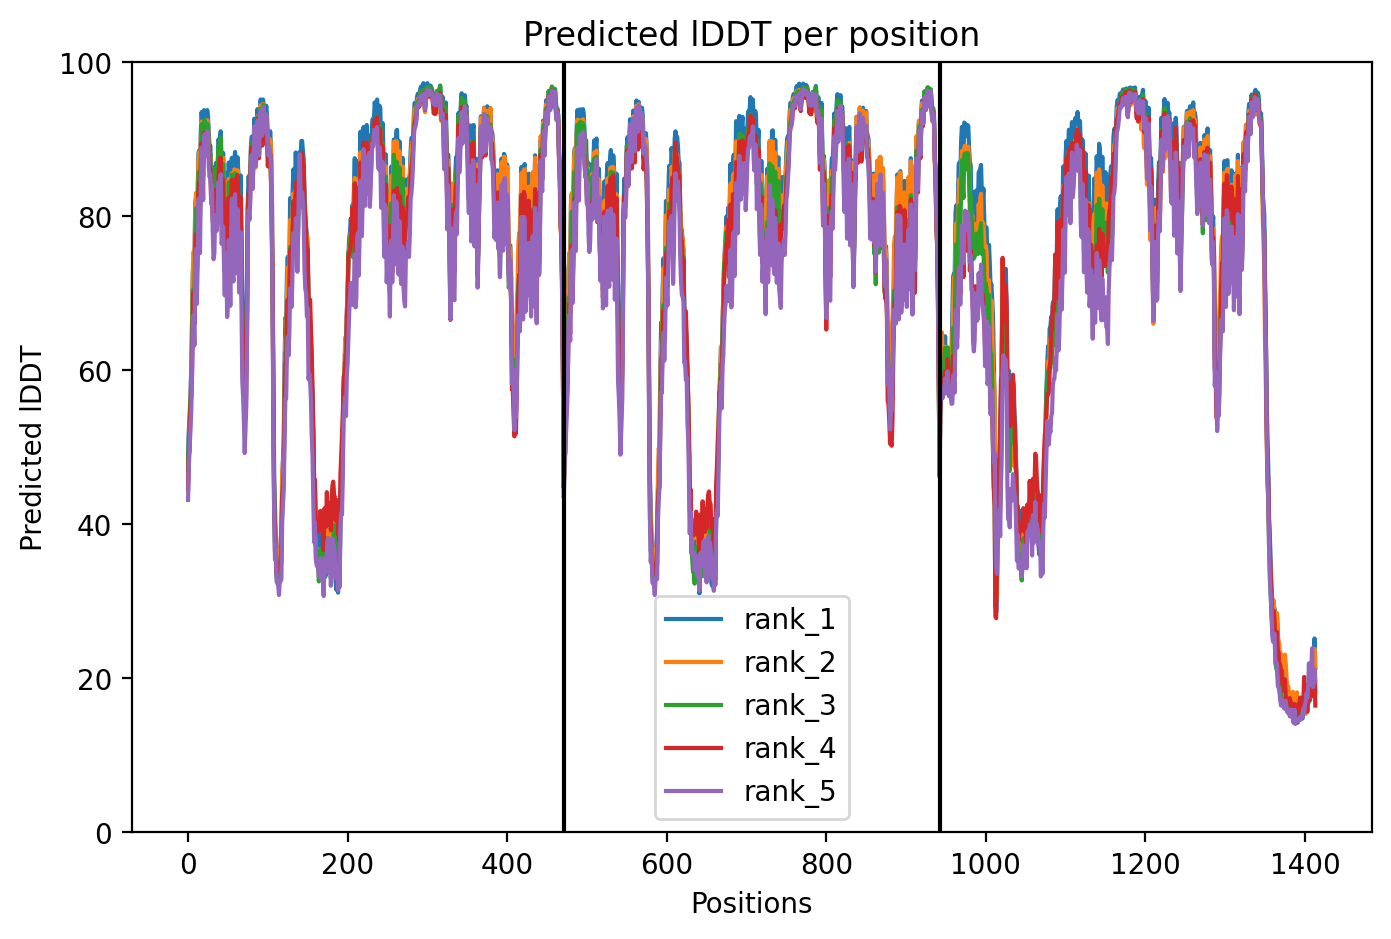 Predicted lDDT per position
Predicted lDDT
100
80
60
40
20
0
rank_1
rank_2
rank_3
rank_4
rank_5
0 200 400 600 800 1000 1200 1400
Positions